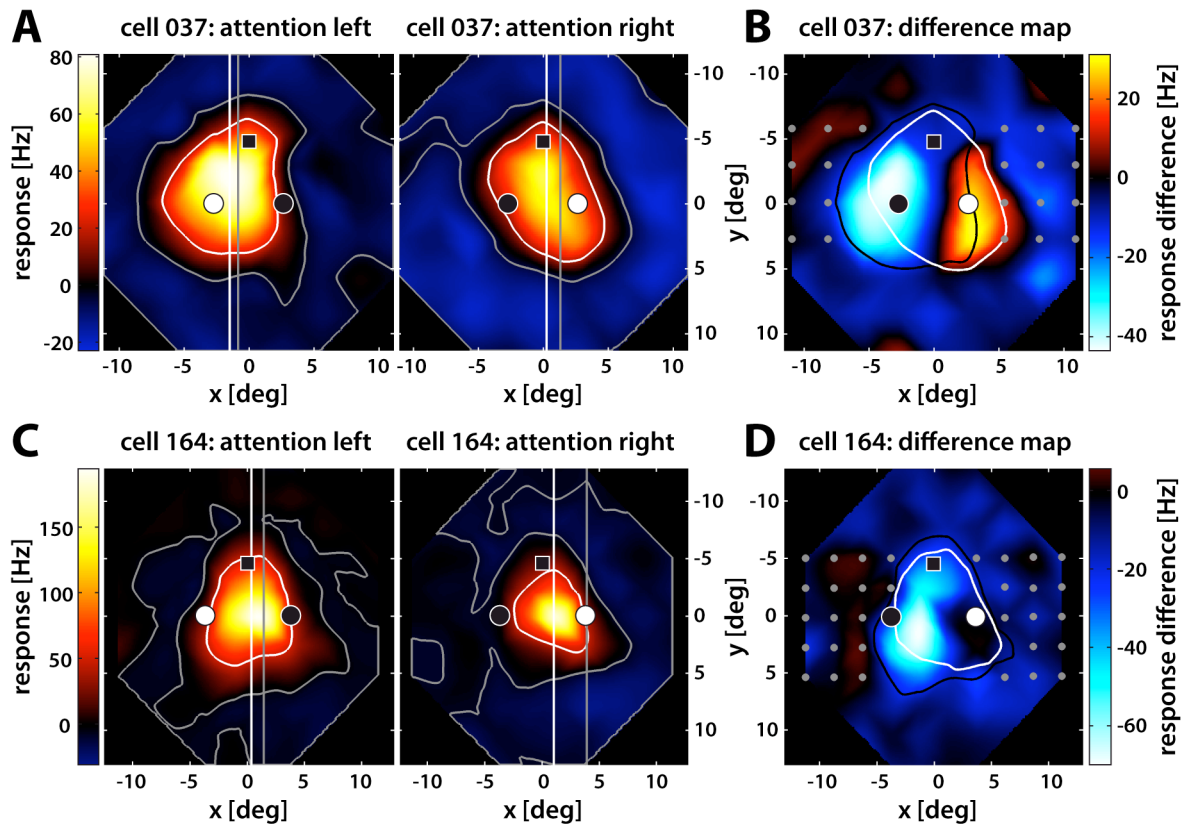 A cell 037: attention left cell 037: attention right B cell 037: difference map
response [Hz]
80
60
40
20
0
-20
-10 -5 0 5 10
x [deg]
-10 -5 0 5 10
x [deg]
-10
-5
0
5
10
y [deg]
-10 -5 0 5 10
x [deg]
20
0
-20
-40
response difference [Hz]
C cell 164: attention left cell 164: attention right D cell 164: difference map
response [Hz]
150
100
50
0
-10 -5 0 5 10
x [deg]
-10 -5 0 5 10
x [deg]
-10
-5
0
5
10
y [deg]
-10 -5 0 5 10
x [deg]
0
-20
-40
-60
response difference [Hz]